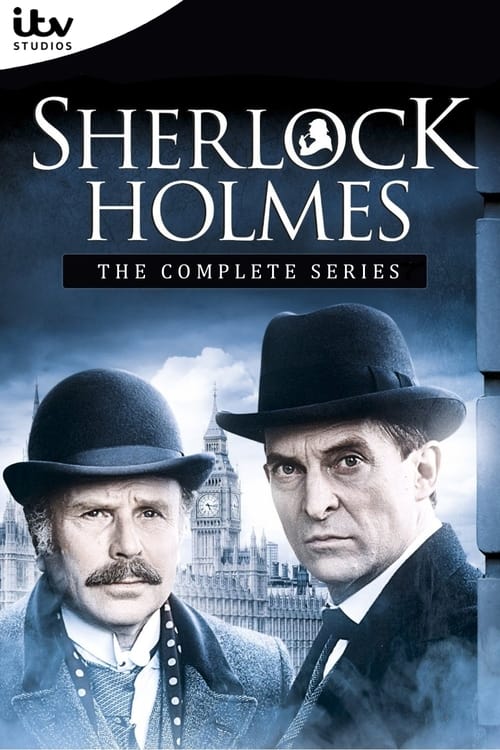 itv
STUDIOS
SHERLOCK
HOLMES
THE COMPLETE SERIES